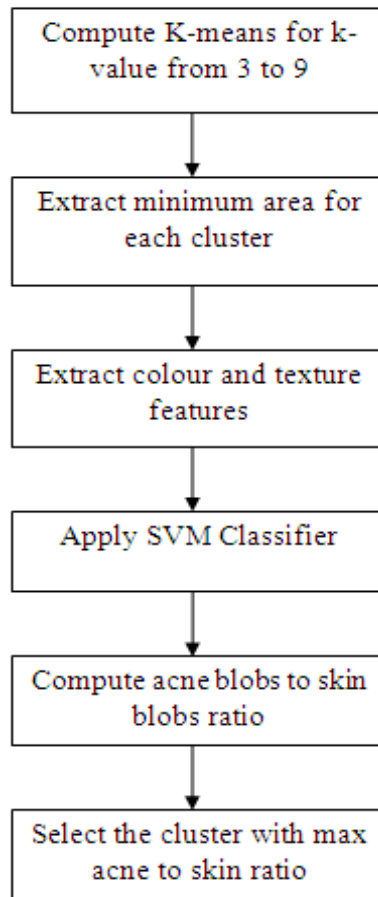 Compute K-means for k-
value from 3 to 9
Extract minimum area for
each cluster
Extract colour and texture
features
Apply SVM Classifier
Compute acne blobs to skin
blobs ratio
Select the cluster with max
acne to skin ratio